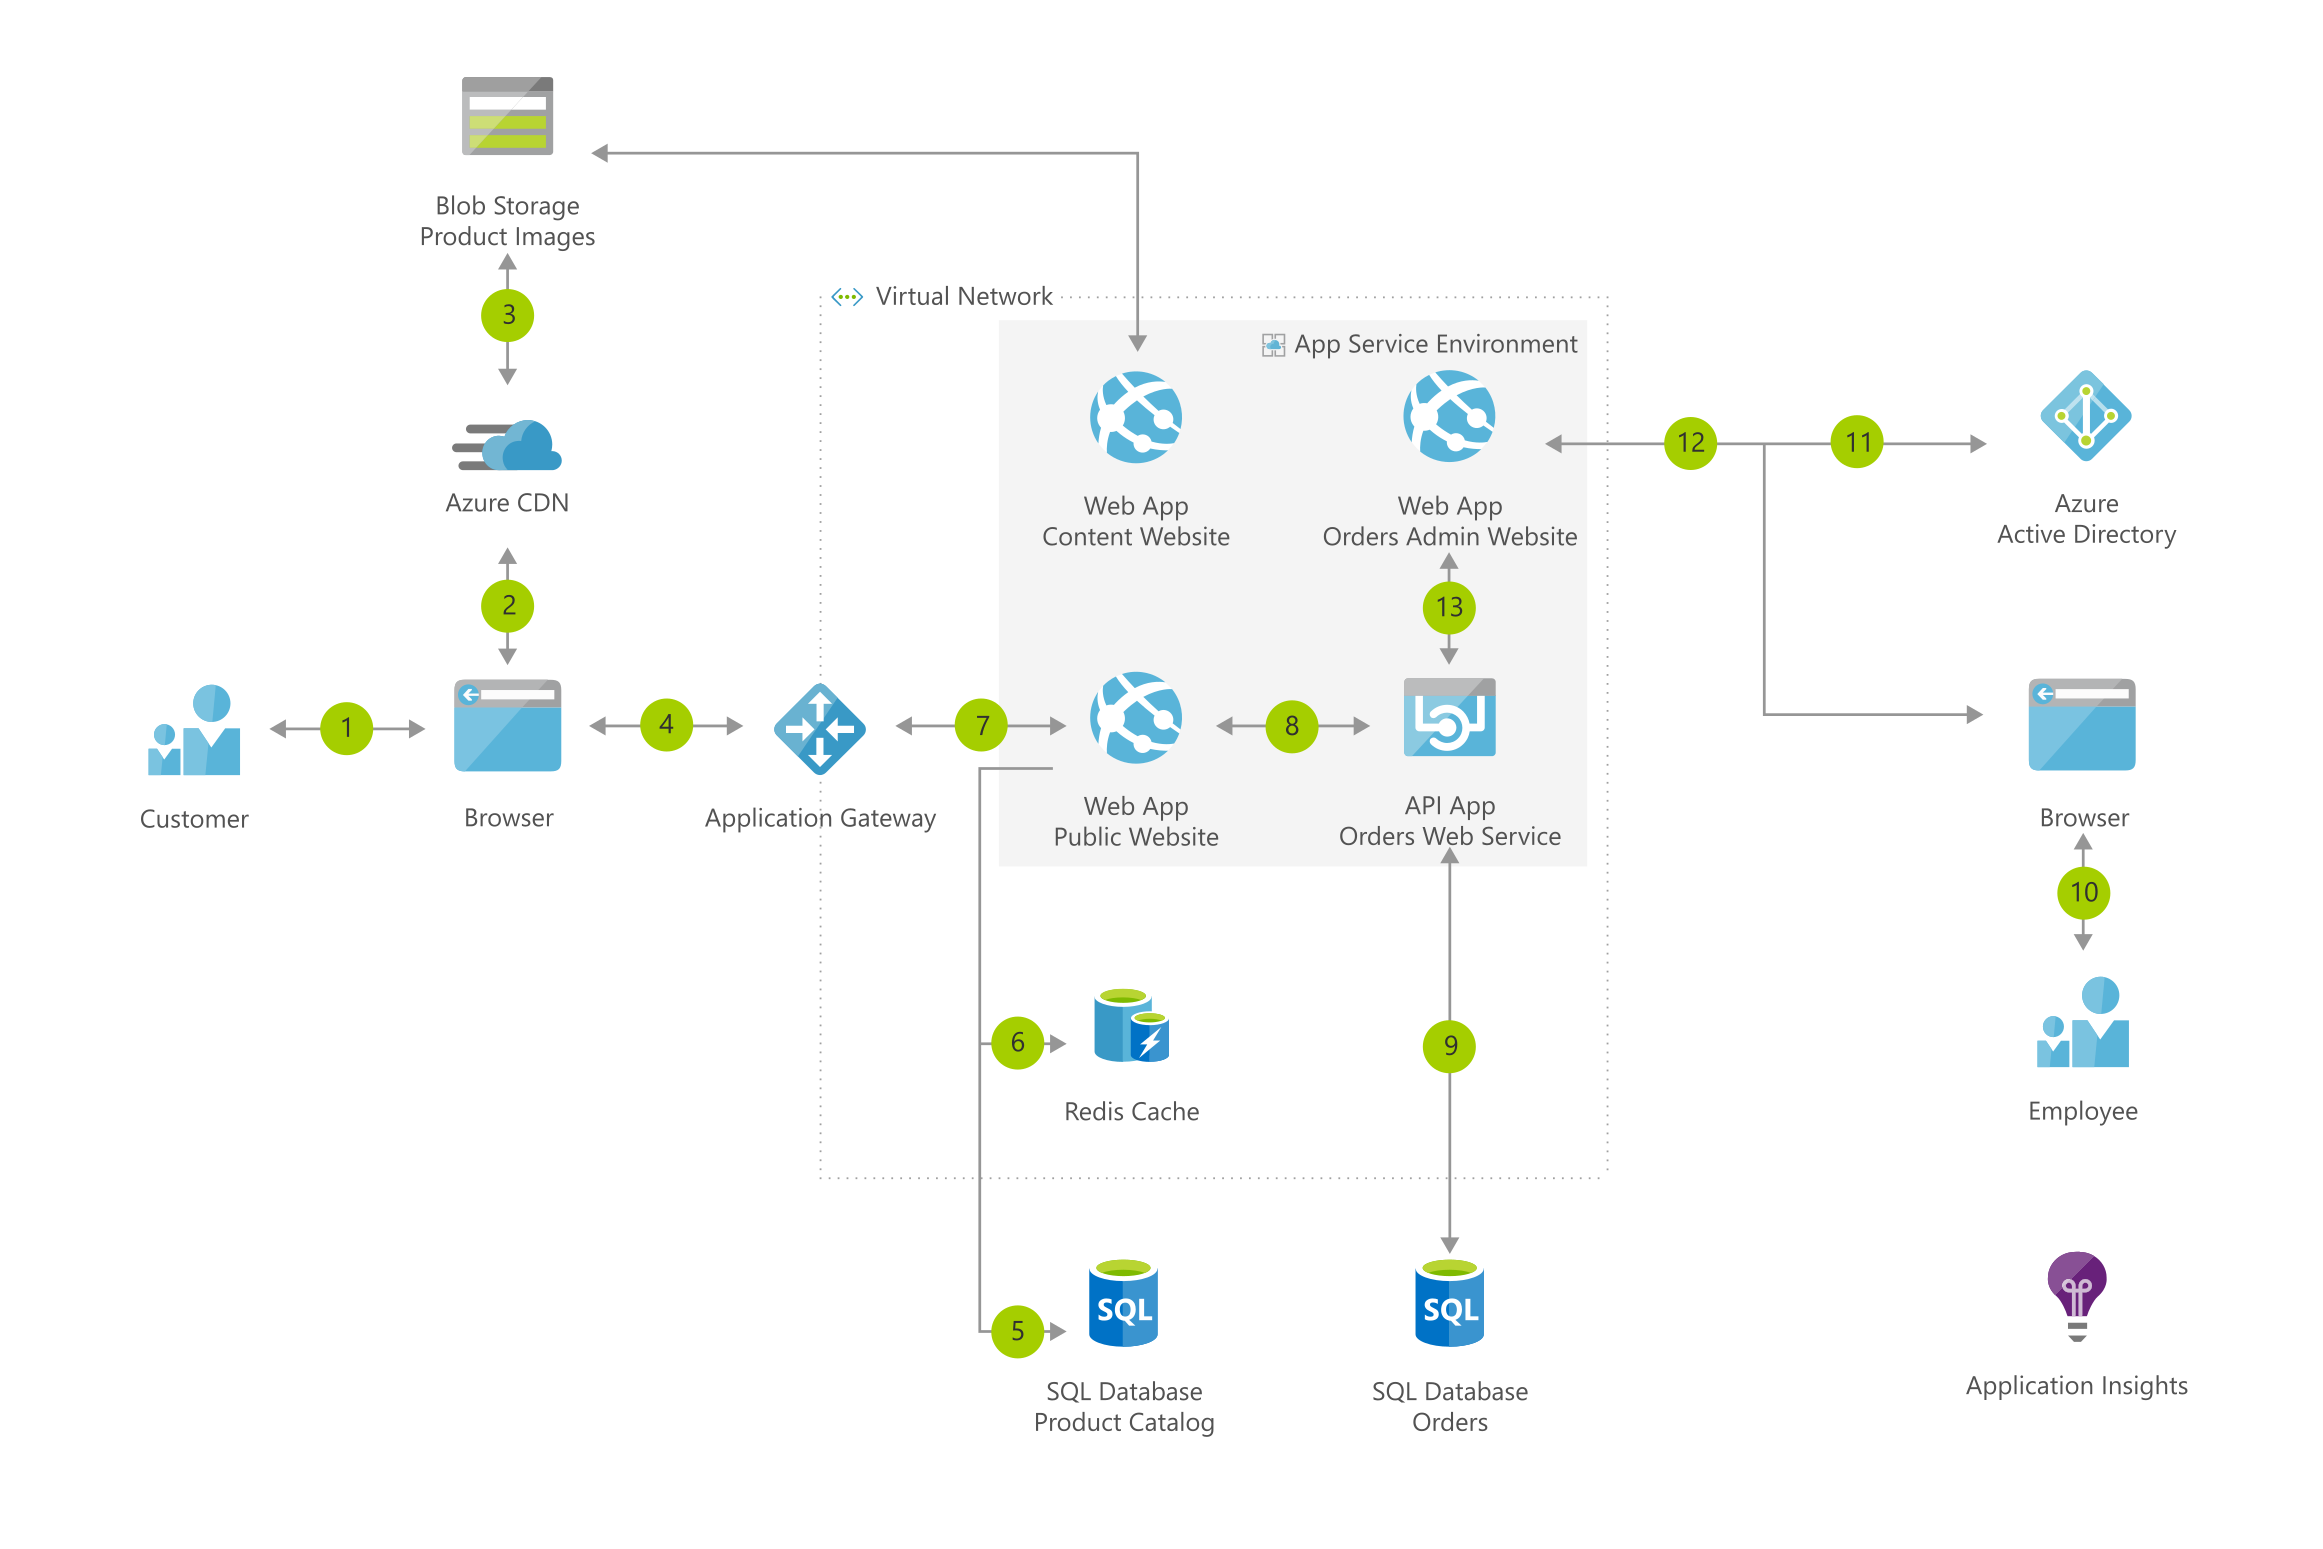 Blob Storage
Product Images
3
Virtual Network
App Service Environment
Azure CDN
Web App
Content Website
Web App
Orders Admin Website
12
11
Azure
Active Directory
2
13
1
4
7
8
Customer
Browser
Application Gateway
Web App
Public Website
API App
Orders Web Service
Browser
10
6
9
Redis Cache
Employee
5
SQL
SQL
SQL Database
Product Catalog
SQL Database
Orders
Application Insights